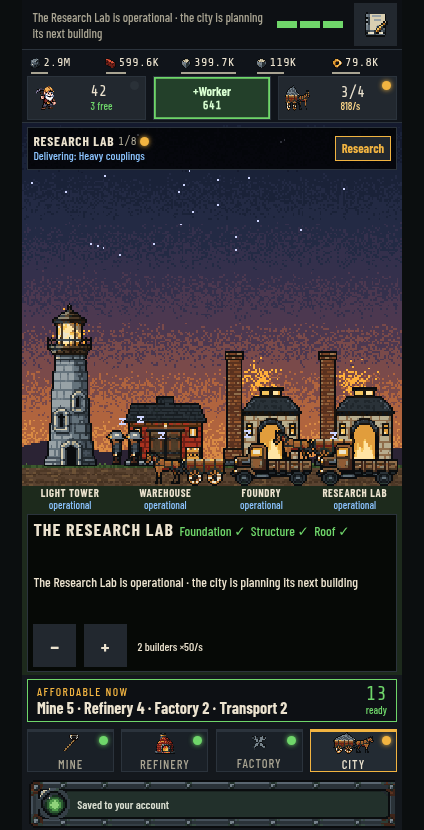 The Research Lab is operational · the city is planning
its next building
2.9M 599.6K 399.7K 119K 79.8K
42
3 free
+Worker
641
3/4
818/s
RESEARCH LAB 1/8
Delivering: Heavy couplings
Research
z z z z z
LIGHT TOWER WAREHOUSE FOUNDRY RESEARCH LAB
operational operational operational operational
THE RESEARCH LAB Foundation ✓ Structure ✓ Roof ✓
The Research Lab is operational · the city is planning its next building
− + 2 builders ×50/s
AFFORDABLE NOW
Mine 5 · Refinery 4 · Factory 2 · Transport 2
13
ready
MINE REFINERY FACTORY CITY
Saved to your account